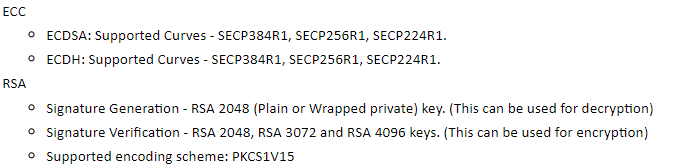 ECC
ECDSA: Supported Curves - SECP384R1, SECP256R1, SECP224R1.
ECDH: Supported Curves - SECP384R1, SECP256R1, SECP224R1.
RSA
Signature Generation - RSA 2048 (Plain or Wrapped private) key. (This can be used for decryption)
Signature Verification - RSA 2048, RSA 3072 and RSA 4096 keys. (This can be used for encryption)
Supported encoding scheme: PKCS1V15